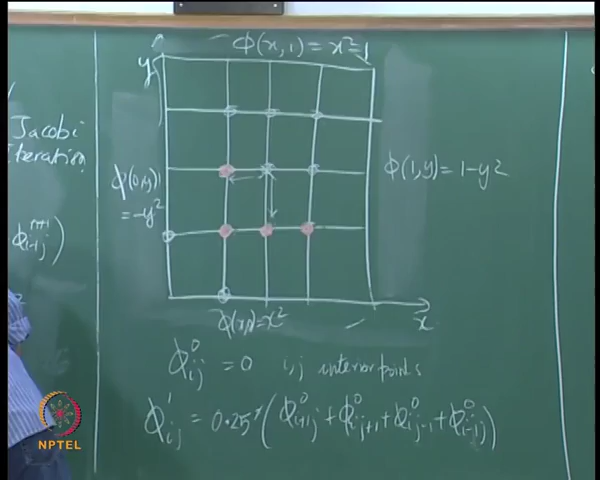 φ(x,1) = x²-1
y
Jacobi
Iteration
φ(0,y)
= -y²
φ(1,y) = 1-y²
φ(x,0) = x²
x
φ⁰ᵢⱼ = 0 i,j interior points
φ¹ᵢⱼ = 0.25*(φ⁰ᵢ₊₁ⱼ + φ⁰ᵢⱼ₊₁ + φ⁰ᵢⱼ₋₁ + φ⁰ᵢ₋₁ⱼ)
NPTEL